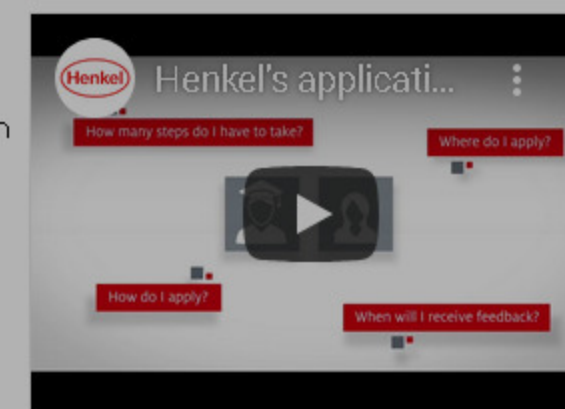 Henkel
Henkel's applicati...
n
How many steps do I have to take?
Where do I apply?
How do I apply?
When will I receive feedback?